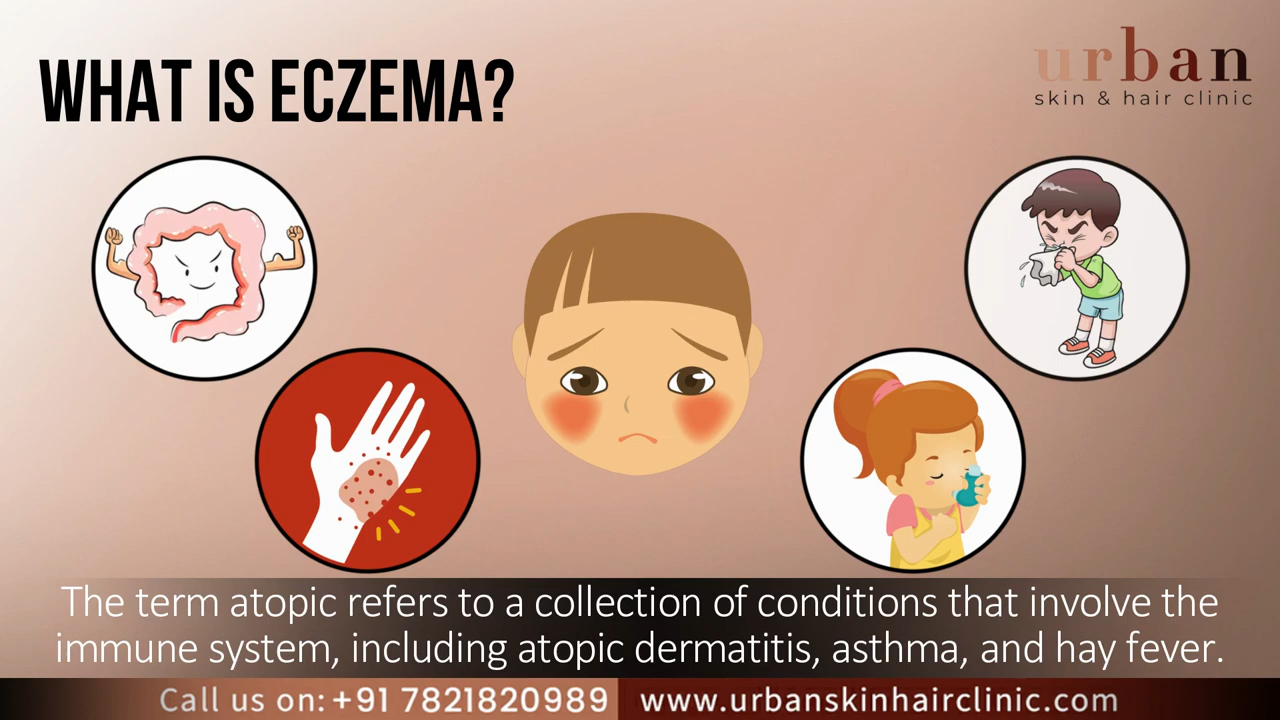 WHAT IS ECZEMA?
urban
skin & hair clinic
The term atopic refers to a collection of conditions that involve the
immune system, including atopic dermatitis, asthma, and hay fever.
Call us on: +91 7821820989
www.urbanskinhairclinic.com